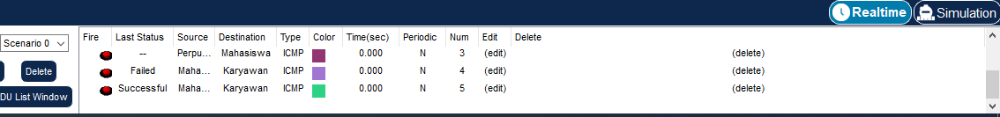 Realtime Simulation
Scenario 0 Fire Last Status Source Destination Type Color Time(sec) Periodic Num Edit Delete
-- Perpu... Mahasiswa ICMP 0.000 N 3 (edit) (delete)
Delete Failed Maha... Karyawan ICMP 0.000 N 4 (edit) (delete)
DU List Window Successful Maha... Karyawan ICMP 0.000 N 5 (edit) (delete)